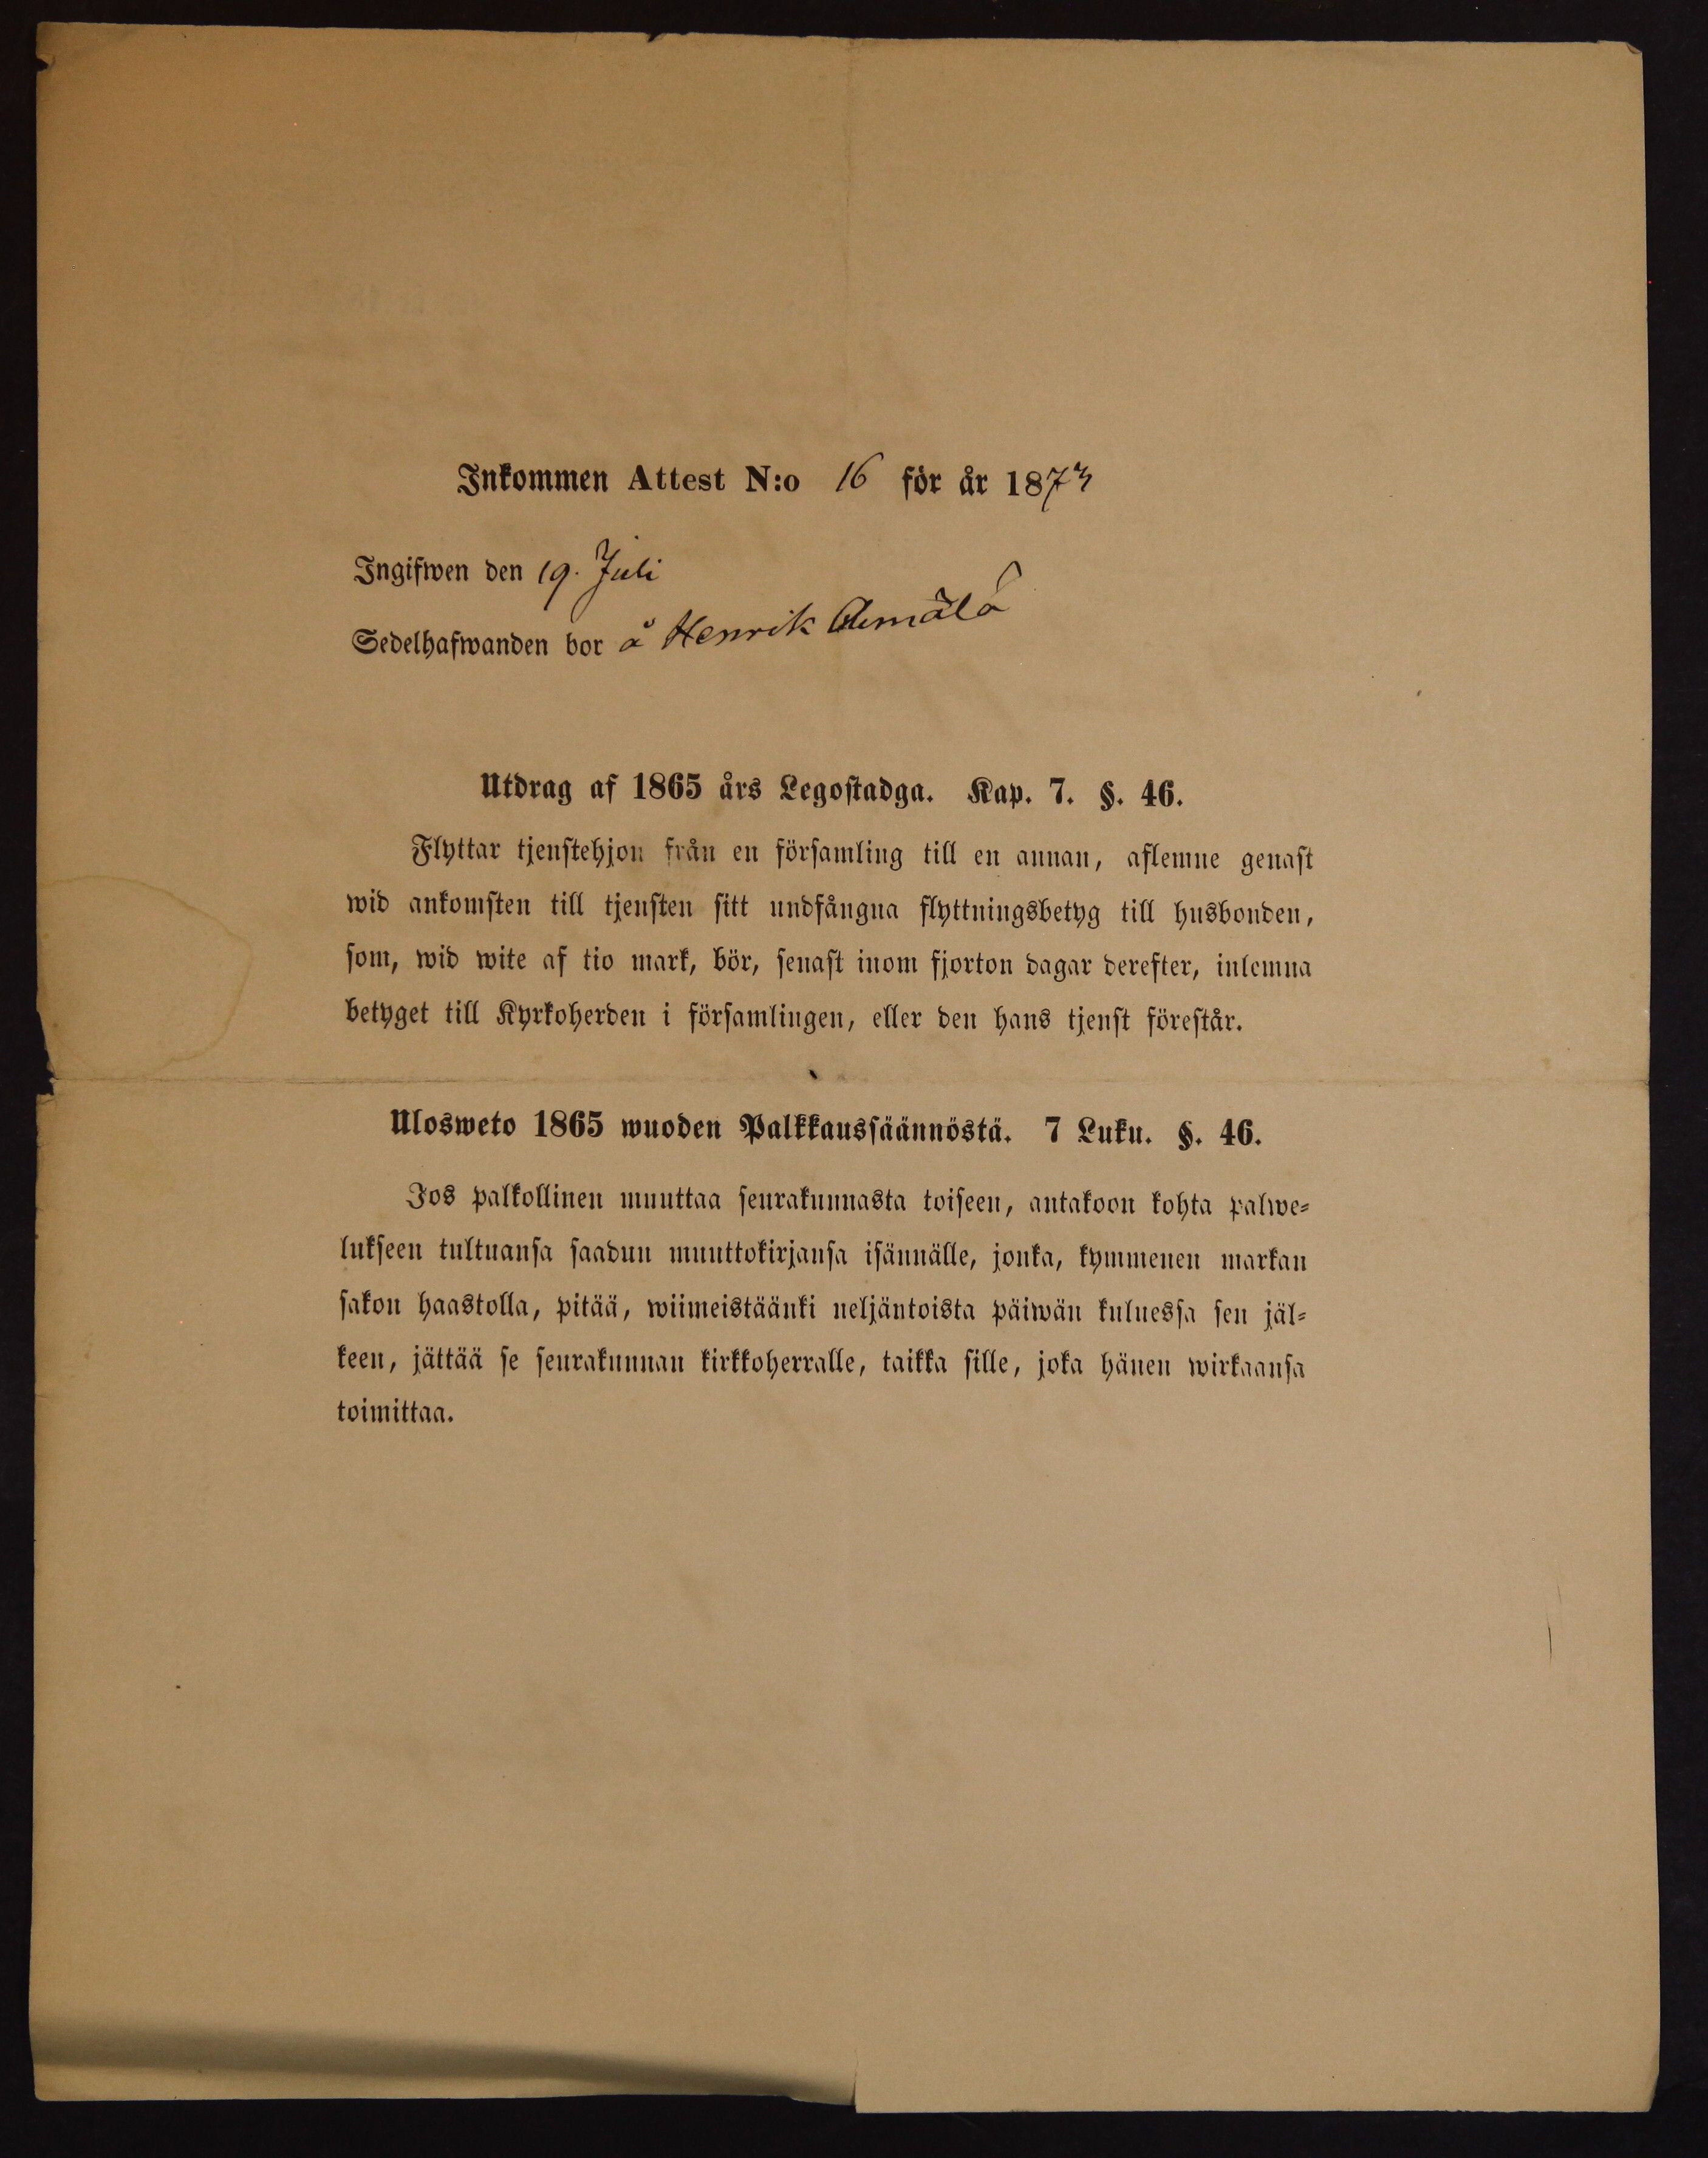 Inkommen Attest N:o 16 för år 1873
Ingifwen den 19. Juli
Sedelhafwanden bor å Henrik
Utdrag af 1865 års Legostadga. Kap. 7. §. 46.
Flyttar tjenstehjon från en församling till en annan, aflemne genast
wid ankomsten till tjensten sitt undfångna flyttningsbetyg till husbonden,
som, wid wite af tio mark, bör, senast inom fjorton dagar derefter, inlemna
betyget till Kyrkoherden i församlingen, eller den hans tjenst förestår.
Ulosweto 1865 wuoden Palkkaussäännöstä. 7 Luku. §. 46.
Jos palkollinen muuttaa seurakunnasta toiseen, antakoon kohta palwe-
lukseen tultuansa saadun muuttokirjansa isännälle, jonka, kymmenen markan
sakon haastolla, pitää, wiimeistäänki neljäntoista päiwän kuluessa sen jäl-
keen, jättää se seurakunnan kirkkoherralle, taikka sille, joka hänen wirkaansa
toimittaa.